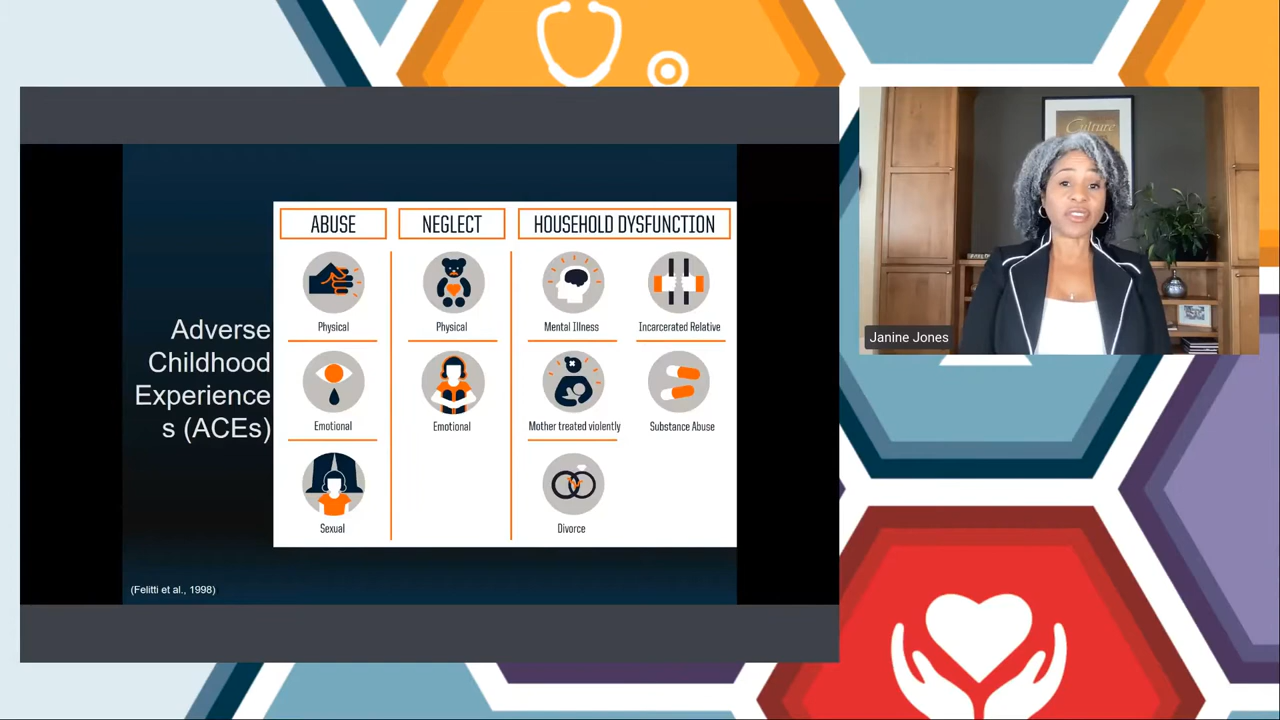 Adverse
Childhood
Experience
s (ACEs)
ABUSE
NEGLECT
HOUSEHOLD DYSFUNCTION
Physical
Physical
Mental Illness
Incarcerated Relative
Emotional
Emotional
Mother treated violently
Substance Abuse
Sexual
Divorce
(Felitti et al., 1998)
Culture
Janine Jones